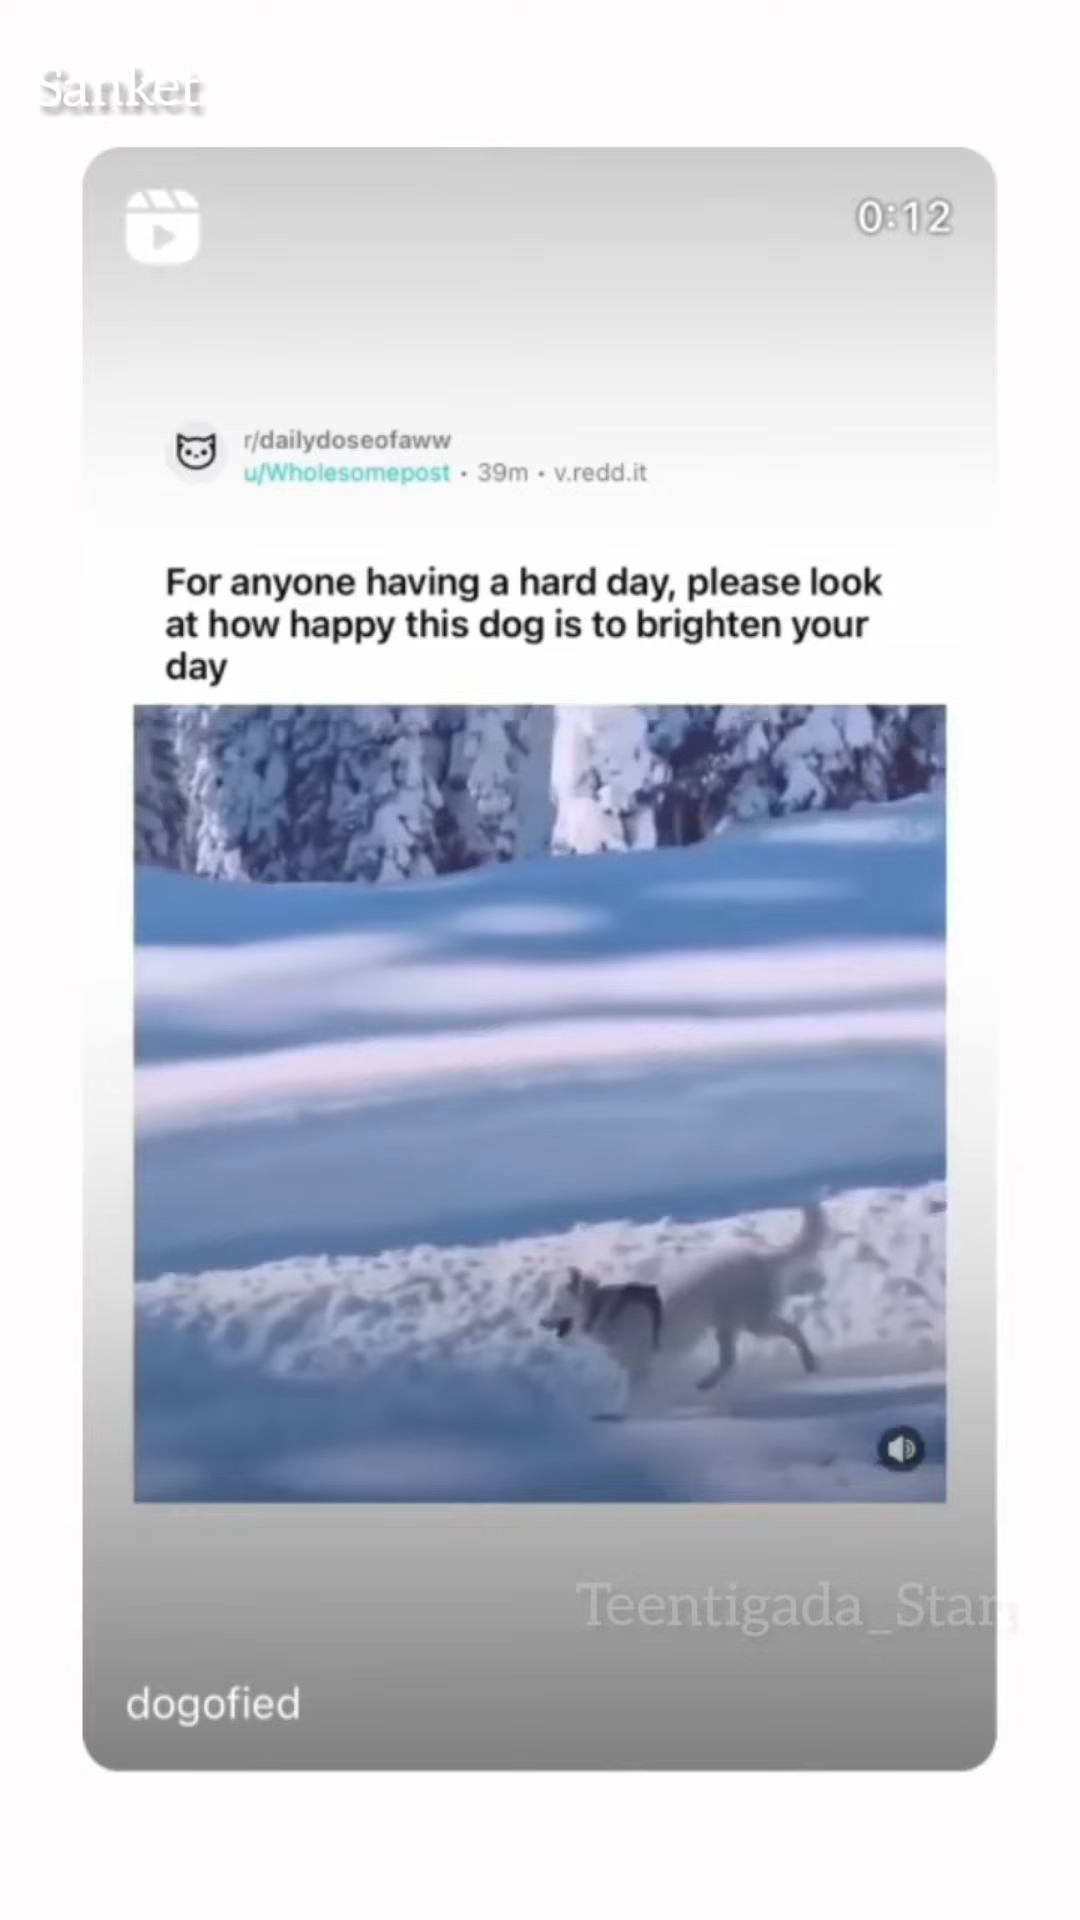 Sanket
0:12
r/dailydoseofaww
u/Wholesomepost • 39m • v.redd.it
For anyone having a hard day, please look
at how happy this dog is to brighten your
day
Teentigada_Star
dogofied